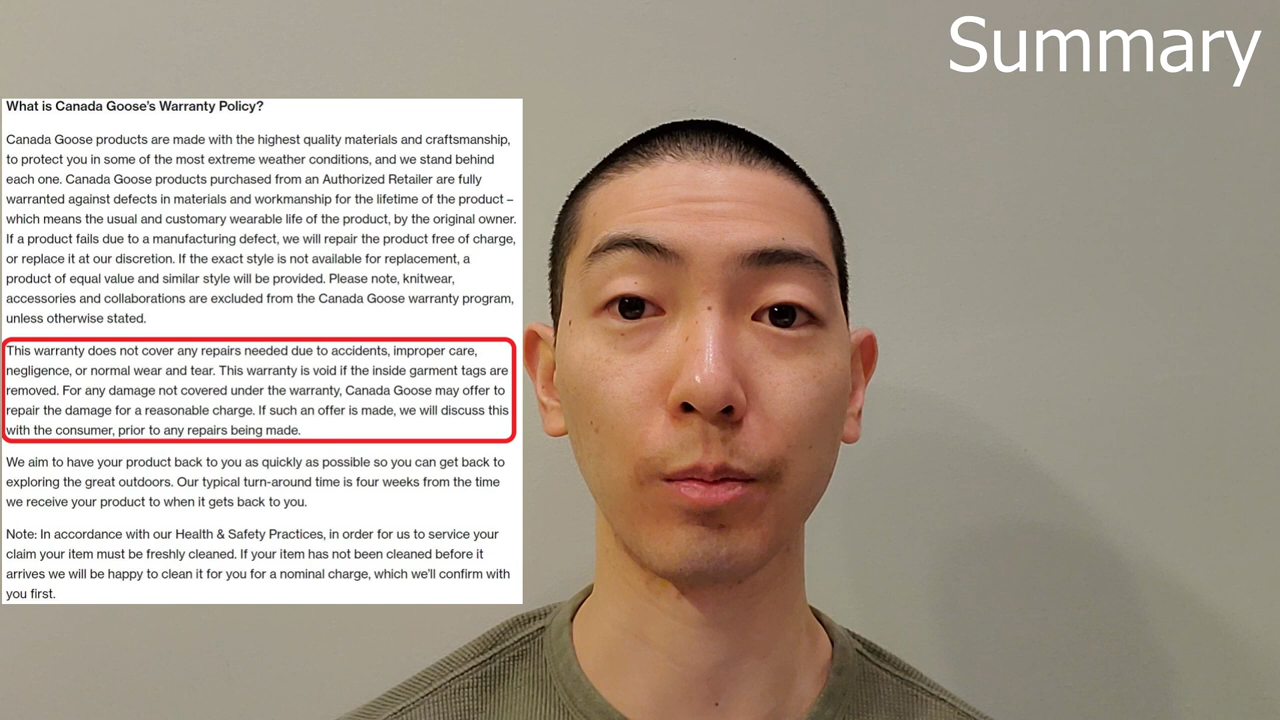 Summary
What is Canada Goose's Warranty Policy?
Canada Goose products are made with the highest quality materials and craftsmanship,
to protect you in some of the most extreme weather conditions, and we stand behind
each one. Canada Goose products purchased from an Authorized Retailer are fully
warranted against defects in materials and workmanship for the lifetime of the product –
which means the usual and customary wearable life of the product, by the original owner.
If a product fails due to a manufacturing defect, we will repair the product free of charge,
or replace it at our discretion. If the exact style is not available for replacement, a
product of equal value and similar style will be provided. Please note, knitwear,
accessories and collaborations are excluded from the Canada Goose warranty program,
unless otherwise stated.
This warranty does not cover any repairs needed due to accidents, improper care,
negligence, or normal wear and tear. This warranty is void if the inside garment tags are
removed. For any damage not covered under the warranty, Canada Goose may offer to
repair the damage for a reasonable charge. If such an offer is made, we will discuss this
with the consumer, prior to any repairs being made.
We aim to have your product back to you as quickly as possible so you can get back to
exploring the great outdoors. Our typical turn-around time is four weeks from the time
we receive your product to when it gets back to you.
Note: In accordance with our Health & Safety Practices, in order for us to service your
claim your item must be freshly cleaned. If your item has not been cleaned before it
arrives we will be happy to clean it for you for a nominal charge, which we'll confirm with
you first.